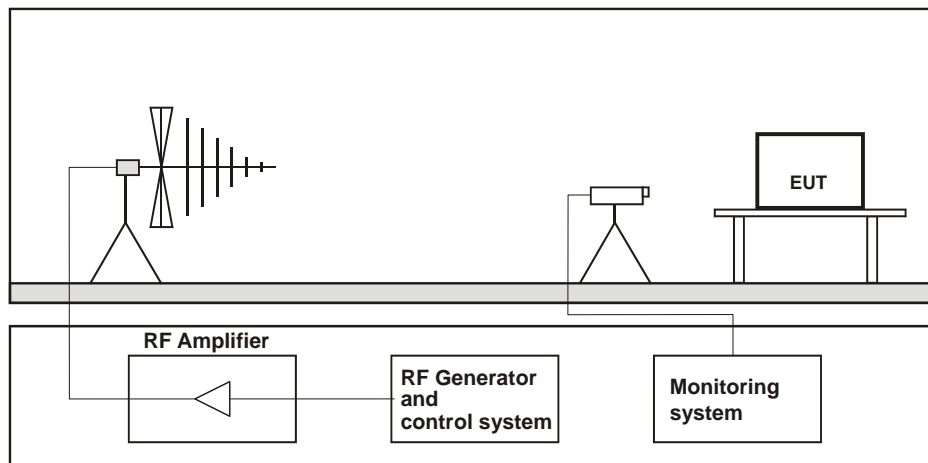 EUT
RF Amplifier
RF Generator
and
control system
Monitoring
system